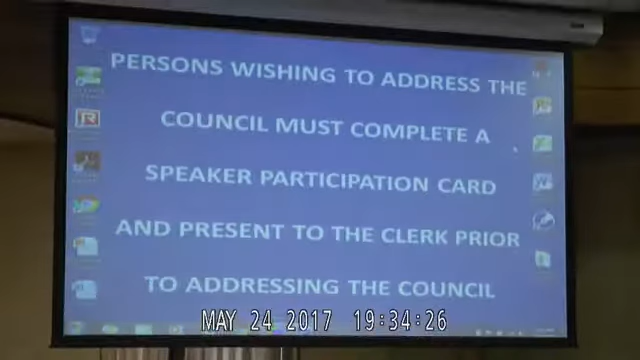 PERSONS WISHING TO ADDRESS THE
COUNCIL MUST COMPLETE A
SPEAKER PARTICIPATION CARD
AND PRESENT TO THE CLERK PRIOR
TO ADDRESSING THE COUNCIL
MAY 24 2017 19:34:26